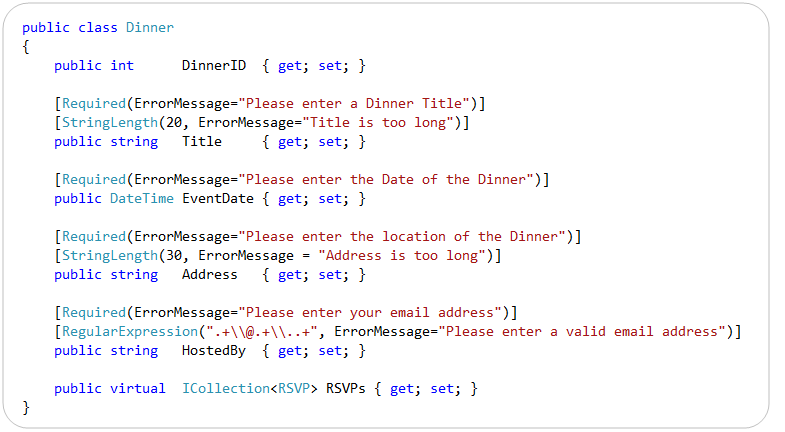 public class Dinner
{
    public int      DinnerID  { get; set; }
    [Required(ErrorMessage="Please enter a Dinner Title")]
    [StringLength(20, ErrorMessage="Title is too long")]
    public string   Title     { get; set; }
    [Required(ErrorMessage="Please enter the Date of the Dinner")]
    public DateTime EventDate { get; set; }
    [Required(ErrorMessage="Please enter the location of the Dinner")]
    [StringLength(30, ErrorMessage = "Address is too long")]
    public string   Address   { get; set; }
    [Required(ErrorMessage="Please enter your email address")]
    [RegularExpression(".+\\@.+\\..+", ErrorMessage="Please enter a valid email address")]
    public string   HostedBy  { get; set; }
    public virtual  ICollection<RSVP> RSVPs { get; set; }
}